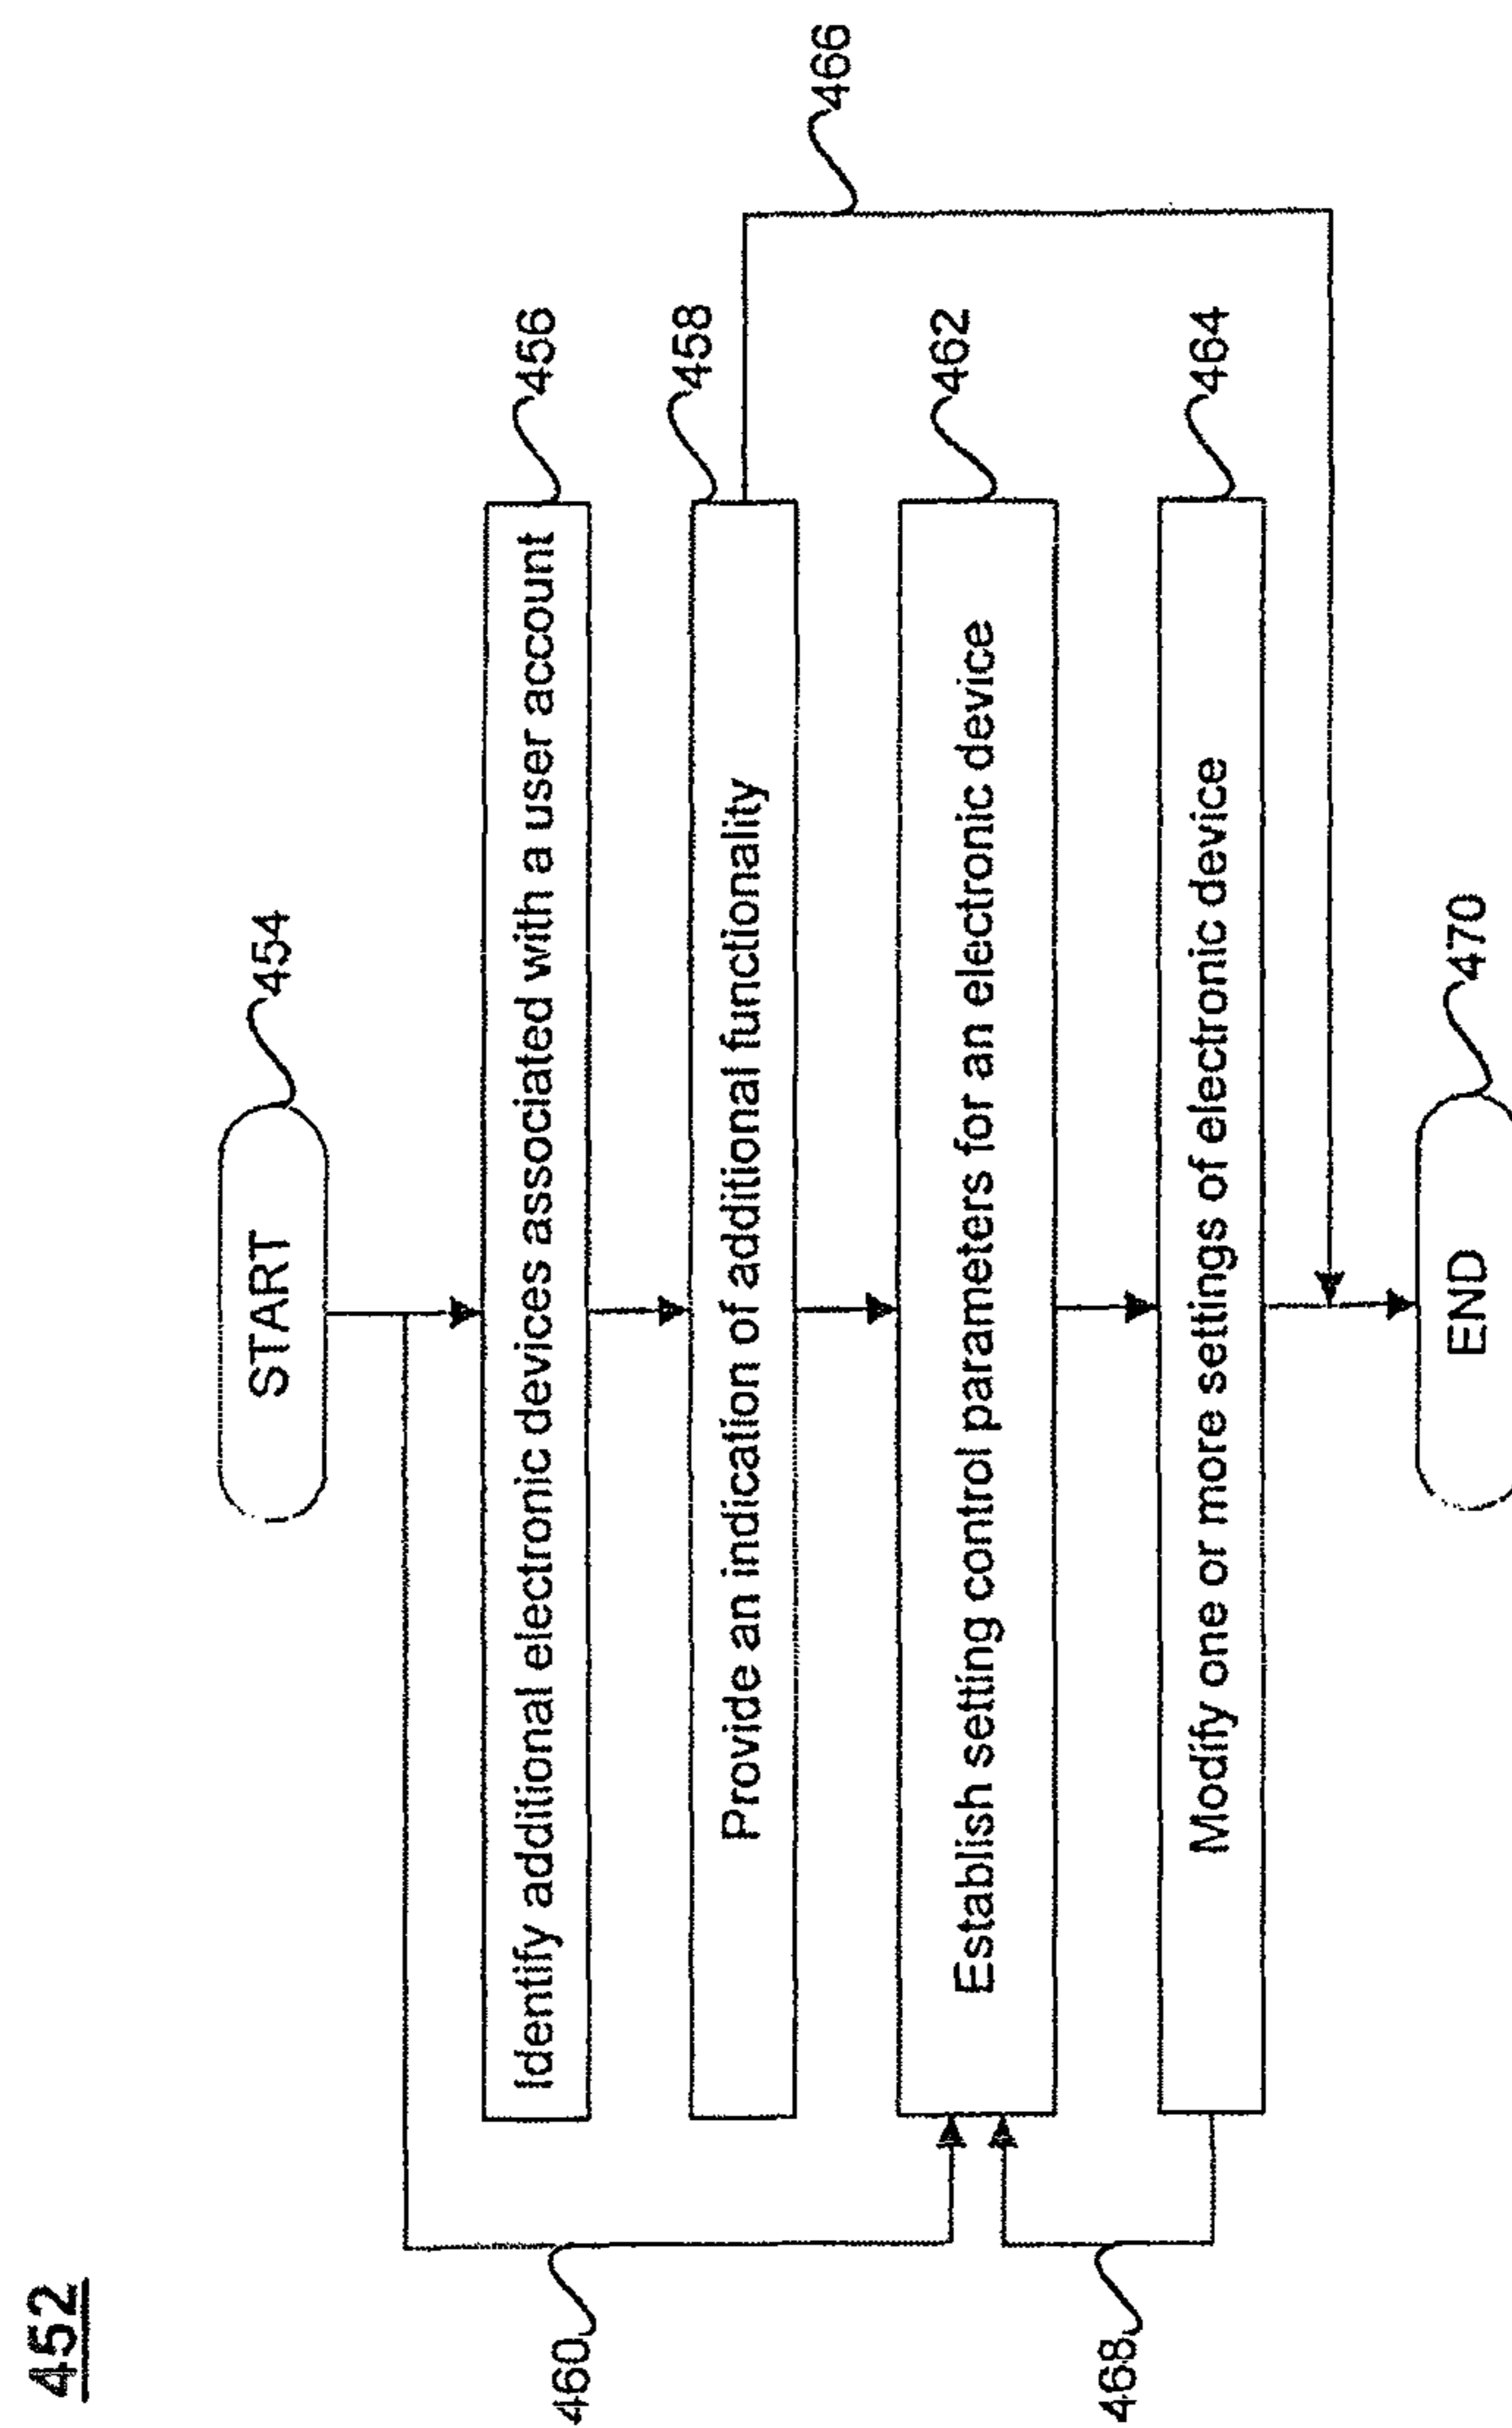 452
START
454
Identify additional electronic devices associated with a user account
456
Provide an indication of additional functionality
458
460
Establish setting control parameters for an electronic device
462
466
Modify one or more settings of electronic device
464
468
END
470